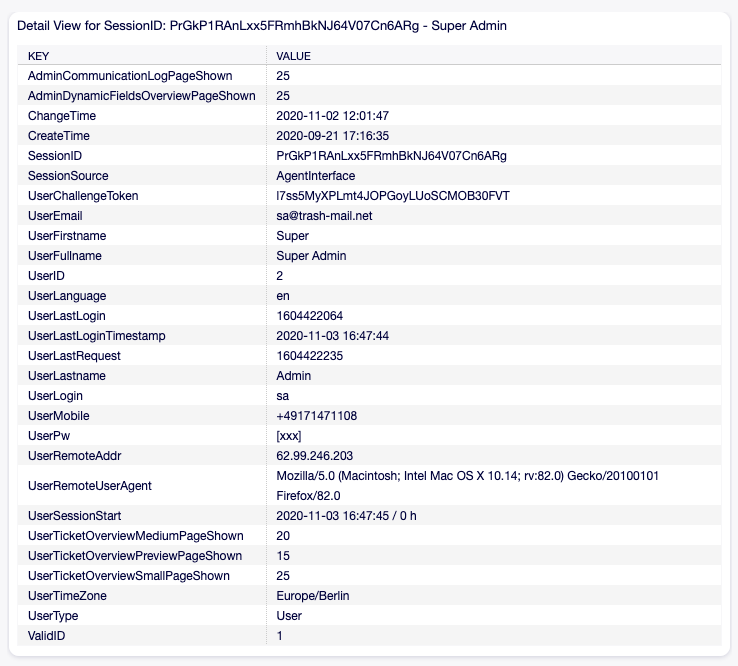 Detail View for SessionID: PrGkP1RAnLxx5FRmhBkNJ64V07Cn6ARg - Super Admin
KEY VALUE
AdminCommunicationLogPageShown 25
AdminDynamicFieldsOverviewPageShown 25
ChangeTime 2020-11-02 12:01:47
CreateTime 2020-09-21 17:16:35
SessionID PrGkP1RAnLxx5FRmhBkNJ64V07Cn6ARg
SessionSource AgentInterface
UserChallengeToken l7ss5MyXPLmt4JOPGoyLUoSCMOB30FVT
UserEmail sa@trash-mail.net
UserFirstname Super
UserFullname Super Admin
UserID 2
UserLanguage en
UserLastLogin 1604422064
UserLastLoginTimestamp 2020-11-03 16:47:44
UserLastRequest 1604422235
UserLastname Admin
UserLogin sa
UserMobile +49171471108
UserPw [xxx]
UserRemoteAddr 62.99.246.203
UserRemoteUserAgent Mozilla/5.0 (Macintosh; Intel Mac OS X 10.14; rv:82.0) Gecko/20100101
Firefox/82.0
UserSessionStart 2020-11-03 16:47:45 / 0 h
UserTicketOverviewMediumPageShown 20
UserTicketOverviewPreviewPageShown 15
UserTicketOverviewSmallPageShown 25
UserTimeZone Europe/Berlin
UserType User
ValidID 1